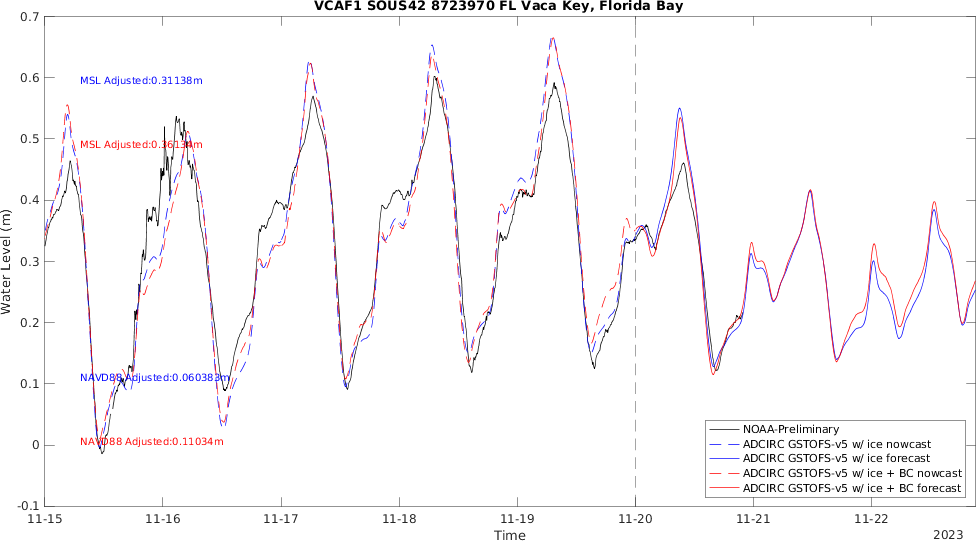 VCAF1 SOUS42 8723970 FL Vaca Key, Florida Bay
0.7
0.6
0.5
0.4
0.3
0.2
0.1
0
-0.1
Water Level (m)
MSL Adjusted:0.31138m
MSL Adjusted:0.36134m
NAVD88 Adjusted:0.060383m
NAVD88 Adjusted:0.11034m
NOAA-Preliminary
ADCIRC GSTOFS-v5 w/ ice nowcast
ADCIRC GSTOFS-v5 w/ ice forecast
ADCIRC GSTOFS-v5 w/ ice + BC nowcast
ADCIRC GSTOFS-v5 w/ ice + BC forecast
11-15 11-16 11-17 11-18 11-19 11-20 11-21 11-22
Time
2023